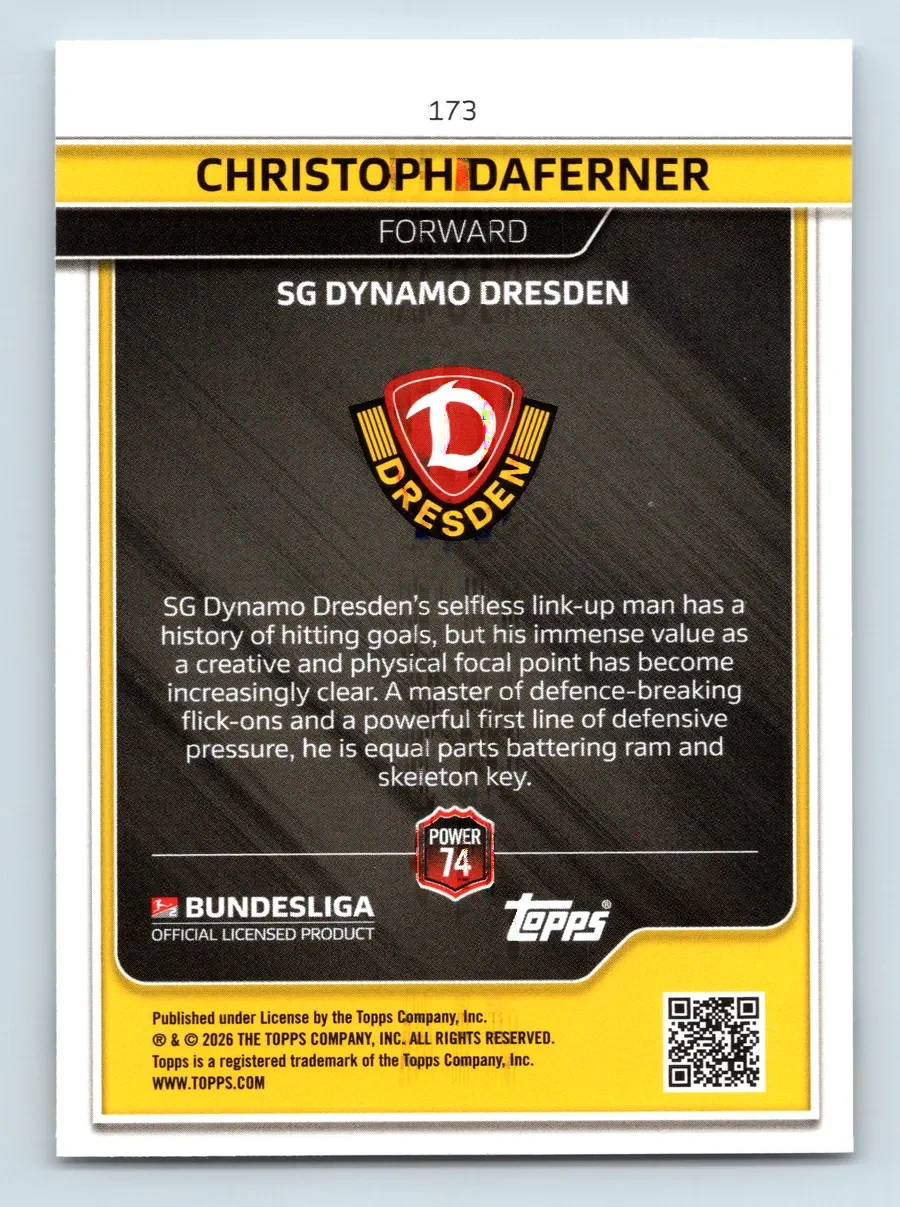 173
CHRISTOPH DAFERNER
FORWARD
SG DYNAMO DRESDEN
D
DRESDEN
SG Dynamo Dresden's selfless link-up man has a
history of hitting goals, but his immense value as
a creative and physical focal point has become
increasingly clear. A master of defence-breaking
flick-ons and a powerful first line of defensive
pressure, he is equal parts battering ram and
skeleton key.
POWER
74
2 BUNDESLIGA
OFFICIAL LICENSED PRODUCT
topps®
Published under License by the Topps Company, Inc.
® & © 2026 THE TOPPS COMPANY, INC. ALL RIGHTS RESERVED.
Topps is a registered trademark of the Topps Company, Inc.
WWW.TOPPS.COM